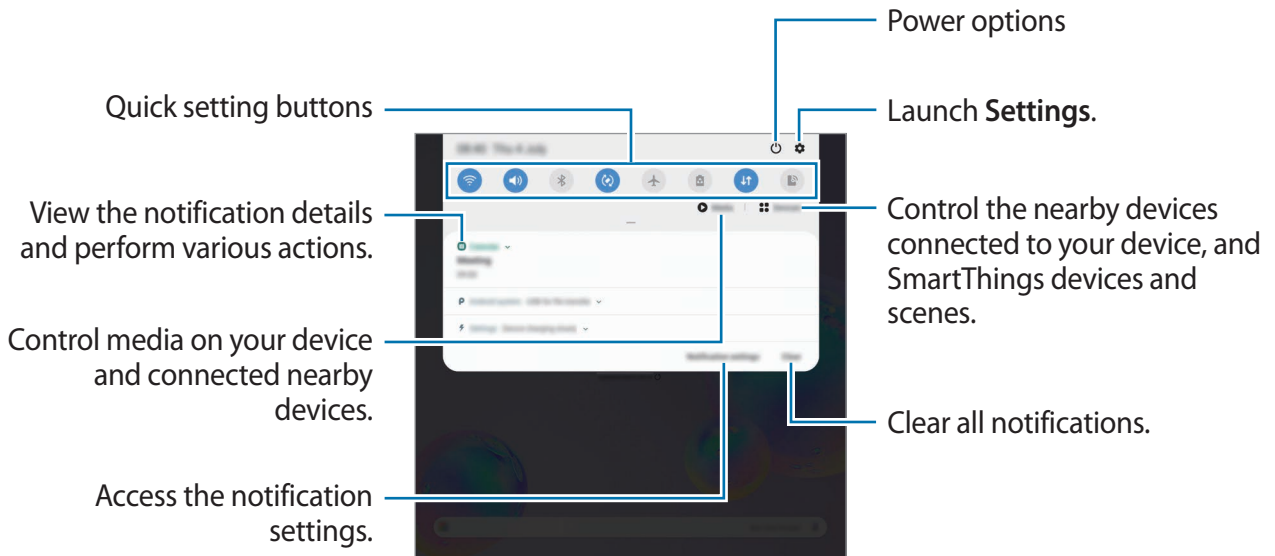 Power options
Quick setting buttons
Launch Settings.
View the notification details
and perform various actions.
Control the nearby devices
connected to your device, and
SmartThings devices and
scenes.
Control media on your device
and connected nearby
devices.
Clear all notifications.
Access the notification
settings.